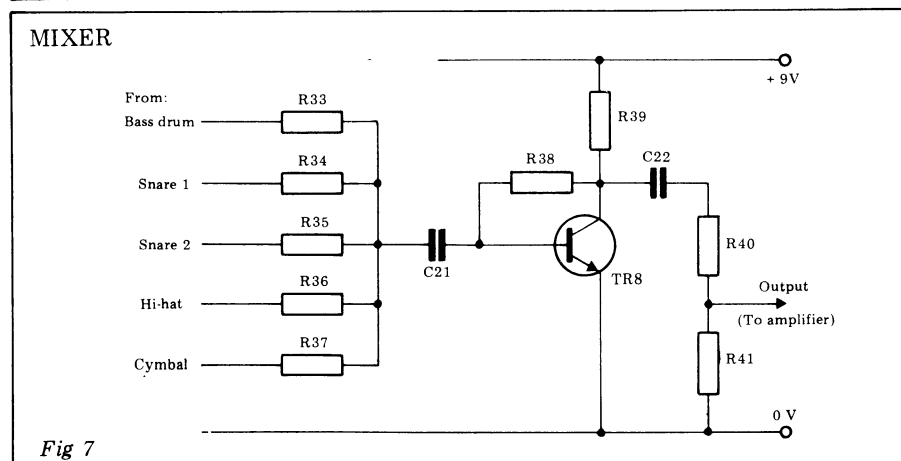 MIXER
+ 9V
From:
Bass drum
R33
R39
R38
C22
Snare 1
R34
Snare 2
R35
C21
TR8
R40
Hi-hat
R36
Output
(To amplifier)
Cymbal
R37
R41
0 V
Fig 7